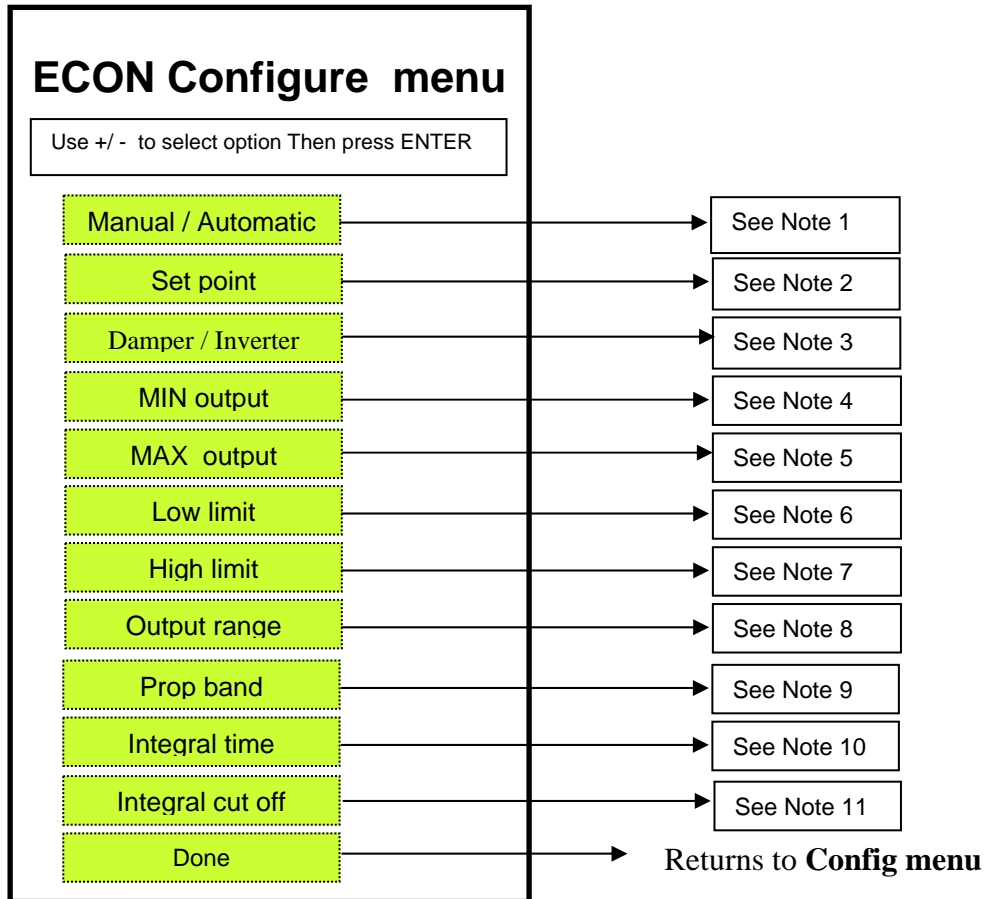 ECON Configure menu
Use +/ - to select option Then press ENTER
Manual / Automatic See Note 1
Set point See Note 2
Damper / Inverter See Note 3
MIN output See Note 4
MAX output See Note 5
Low limit See Note 6
High limit See Note 7
Output range See Note 8
Prop band See Note 9
Integral time See Note 10
Integral cut off See Note 11
Done Returns to Config menu